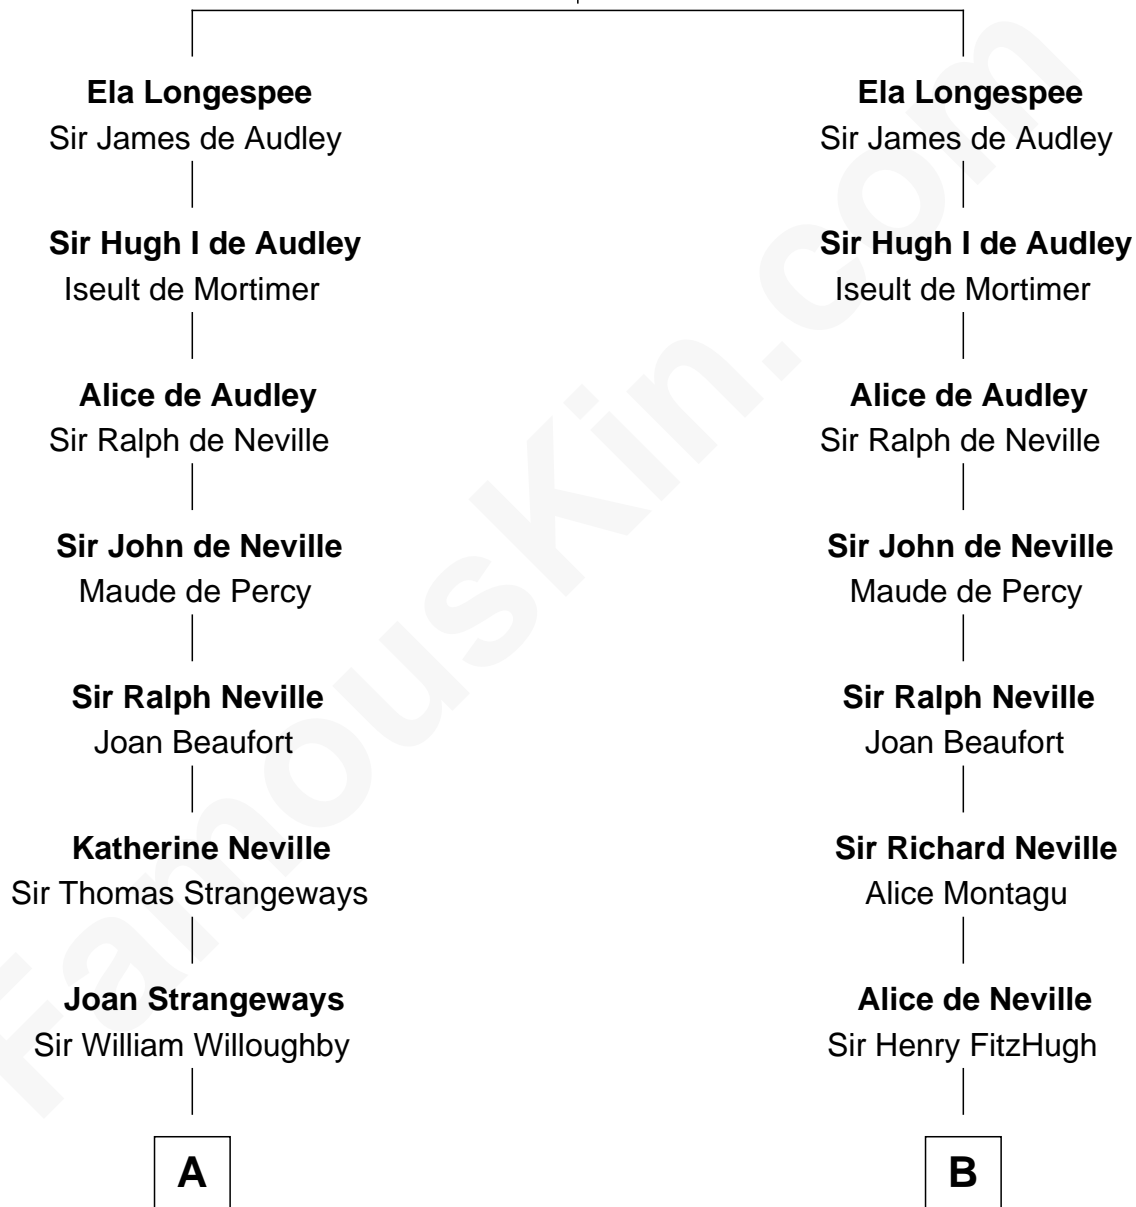 Ela Longespee
Sir James de Audley
Sir Hugh I de Audley
Iseult de Mortimer
Alice de Audley
Sir Ralph de Neville
Sir John de Neville
Maude de Percy
Sir Ralph Neville
Joan Beaufort
Katherine Neville
Sir Thomas Strangeways
Joan Strangeways
Sir William Willoughby
A
Ela Longespee
Sir James de Audley
Sir Hugh I de Audley
Iseult de Mortimer
Alice de Audley
Sir Ralph de Neville
Sir John de Neville
Maude de Percy
Sir Ralph Neville
Joan Beaufort
Sir Richard Neville
Alice Montagu
Alice de Neville
Sir Henry FitzHugh
B
FamousKin.com